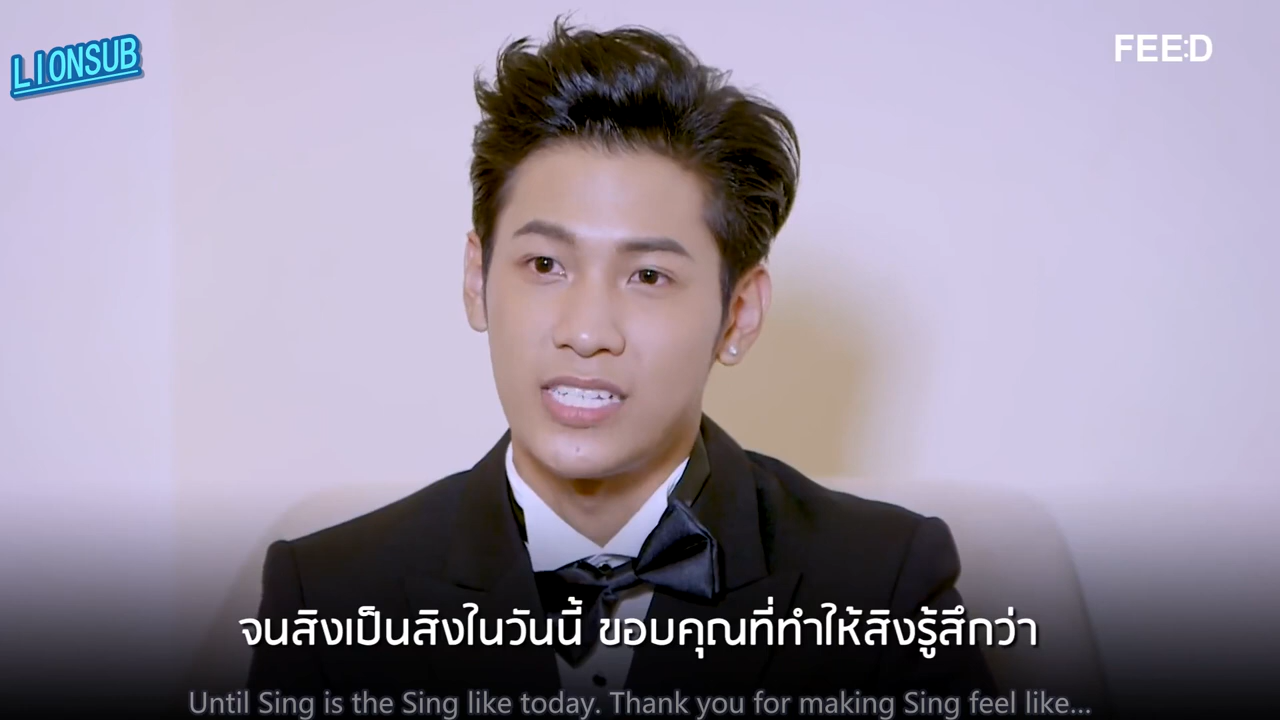 LIONSUB
FEE:D
จนสิงเป็นสิงในวันนี้ ขอบคุณที่ทำให้สิงรู้สึกว่า
Until Sing is the Sing like today. Thank you for making Sing feel like...